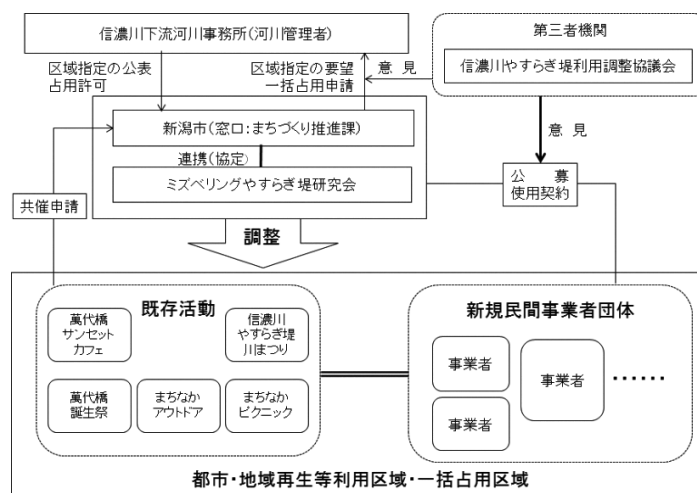 信濃川下流河川事務所(河川管理者)
第三者機関
信濃川やすらぎ堤利用調整協議会
区域指定の公表
占用許可
区域指定の要望
一括占用申請
意見
新潟市(窓口:まちづくり推進課)
連携(協定)
ミズベリングやすらぎ堤研究会
意見
公募
使用契約
共催申請
調整
既存活動
萬代橋
サンセット
カフェ
信濃川
やすらぎ堤
川まつり
萬代橋
誕生祭
まちなか
アウトドア
まちなか
ピクニック
新規民間事業者団体
事業者
事業者
事業者
……
都市・地域再生等利用区域・一括占用区域